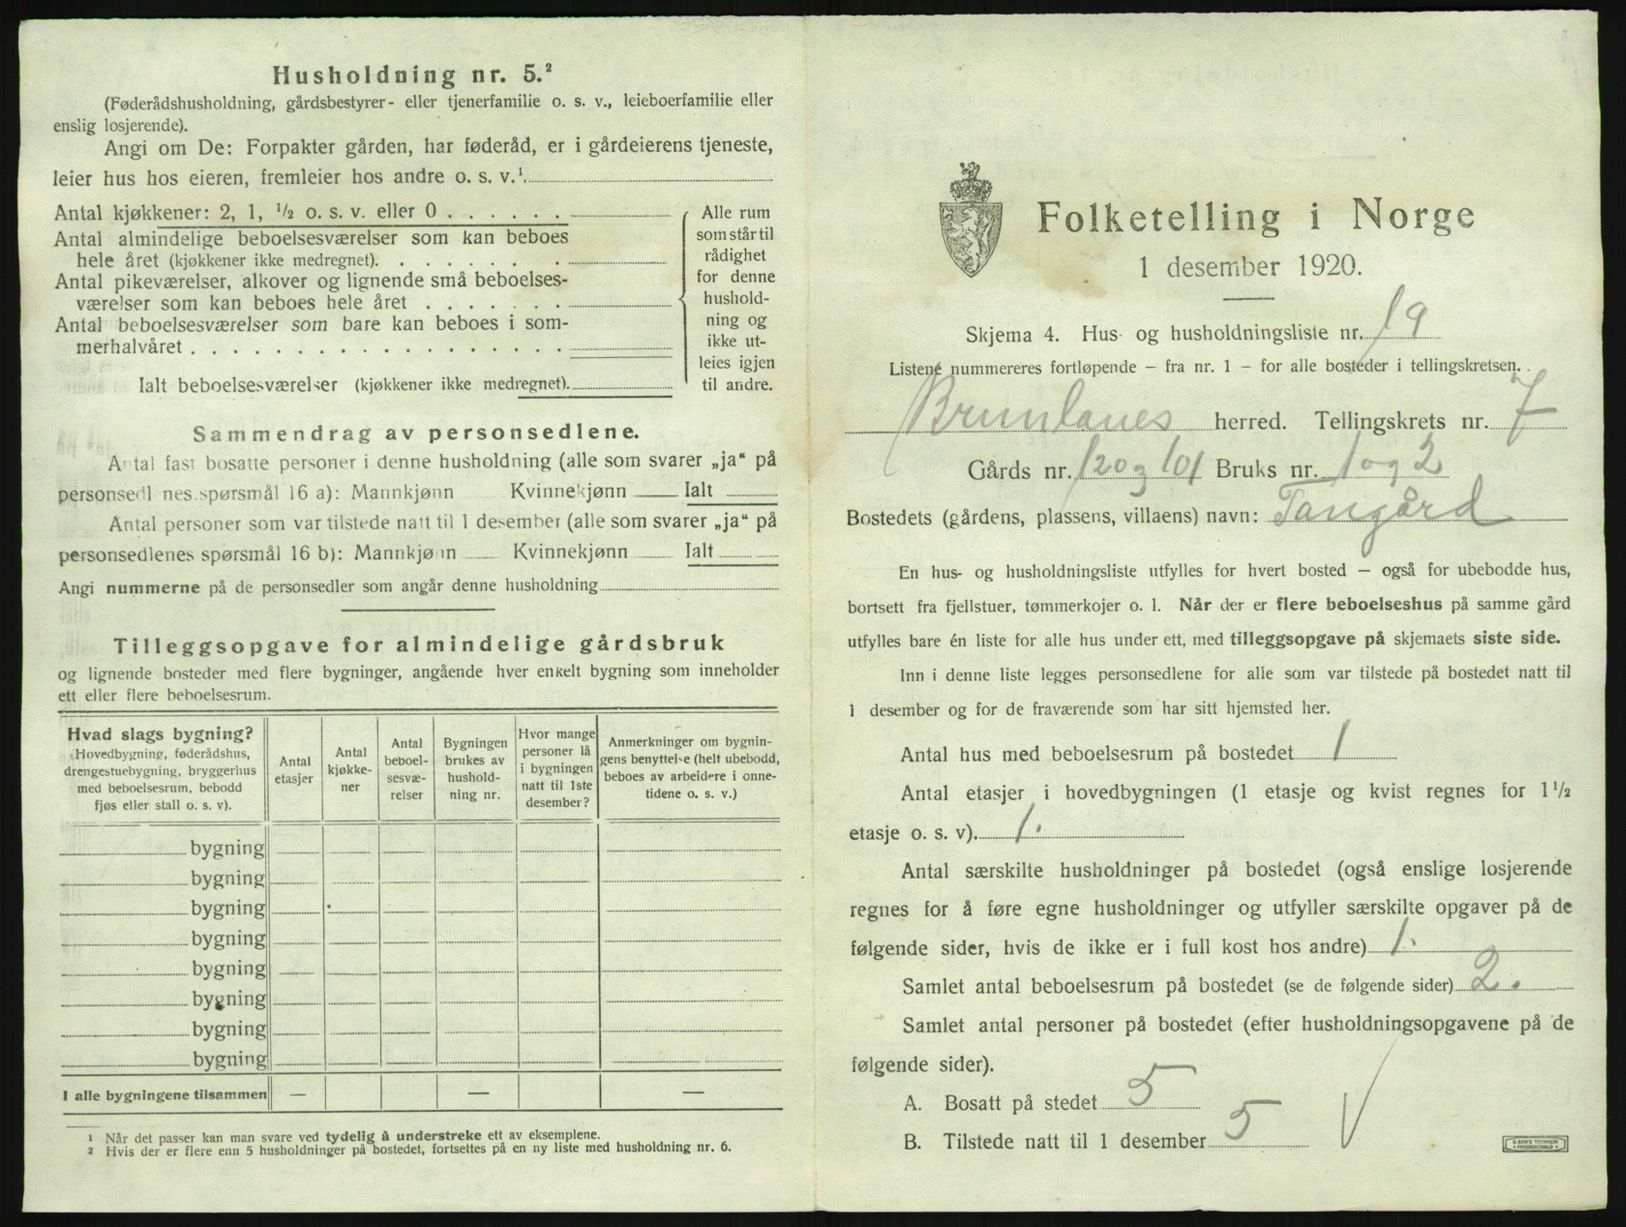 Husholdning nr. 5.²
(Føderådshusholdning, gårdsbestyrer- eller tjenerfamilie o. s. v., leieboerfamilie eller
enslig losjerende).
Angi om De: Forpakter gården, har føderåd, er i gårdeierens tjeneste,
leier hus hos eieren, fremleier hos andre o. s. v.¹.
Antal kjøkkener: 2, 1, ½ o. s. v. eller 0 . . . . . .
Antal almindelige beboelsesværelser som kan beboes
hele året (kjøkkener ikke medregnet). . . . . . . .
Antal pikeværelser, alkover og lignende små beboelses-
værelser som kan beboes hele året . . . . . . .
Antal beboelsesværelser som bare kan beboes i som-
merhalvåret . . . . . . . . . . . . . . . . . .
Ialt beboelsesværelser (kjøkkener ikke medregnet).
Alle rum
som står til
rådighet
for denne
hushold-
ning og
ikke ut-
leies igjen
til andre.
Sammendrag av personsedlene.
Antal fast bosatte personer i denne husholdning (alle som svarer „ja“ på
personsedlenes spørsmål 16 a): Mannkjønn Kvinnekjønn Ialt
Antal personer som var tilstede natt til 1 desember (alle som svarer „ja“ på
personsedlenes spørsmål 16 b): Mannkjønn Kvinnekjønn Ialt
Angi nummerne på de personsedler som angår denne husholdning
Tilleggsopgave for almindelige gårdsbruk
og lignende bosteder med flere bygninger, angående hver enkelt bygning som inneholder
ett eller flere beboelsesrum.
Hvad slags bygning?
(Hovedbygning, føderådshus,
drengestuebygning, bryggerhus
med beboelsesrum, bebodd
fjøs eller stall o. s. v).
Antal
etasjer
Antal
kjøkke-
ner
Antal
beboel-
sesvæ-
relser
Bygningen
brukes av
hushold-
ning nr.
Hvor mange
personer lå
i bygningen
natt til 1ste
desember?
Anmerkninger om bygnin-
gens benyttelse (helt ubebodd,
beboes av arbeidere i onne-
tidene o. s. v.)
bygning
bygning
bygning
bygning
bygning
bygning
bygning
bygning
I alle bygningene tilsammen — — —
¹ Når det passer kan man svare ved tydelig å understreke ett av eksemplene.
² Hvis der er flere enn 5 husholdninger på bostedet, fortsettes på en ny liste med husholdning nr. 6.
Folketelling i Norge
1 desember 1920.
Skjema 4. Hus- og husholdningsliste nr. 19
Listene nummereres fortløpende — fra nr. 1 — for alle bosteder i tellingskretsen.
Brunlanes herred. Tellingskrets nr. 7
Gårds nr. 120 og 101 Bruks nr. 1 og 2
Bostedets (gårdens, plassens, villaens) navn: Tangård
En hus- og husholdningsliste utfylles for hvert bosted — også for ubebodde hus,
bortsett fra fjellstuer, tømmerkojer o. l. Når der er flere beboelseshus på samme gård
utfylles bare én liste for alle hus under ett, med tilleggsopgave på skjemaets siste side.
Inn i denne liste legges personsedlene for alle som var tilstede på bostedet natt til
1 desember og for de fraværende som har sitt hjemsted her.
Antal hus med beboelsesrum på bostedet 1
Antal etasjer i hovedbygningen (1 etasje og kvist regnes for 1½
etasje o. s. v). 1.
Antal særskilte husholdninger på bostedet (også enslige losjerende
regnes for å føre egne husholdninger og utfyller særskilte opgaver på de
følgende sider, hvis de ikke er i full kost hos andre) 1.
Samlet antal beboelsesrum på bostedet (se de følgende sider) 2.
Samlet antal personer på bostedet (efter husholdningsopgavene på de
følgende sider).
A. Bosatt på stedet 5
B. Tilstede natt til 1 desember 5